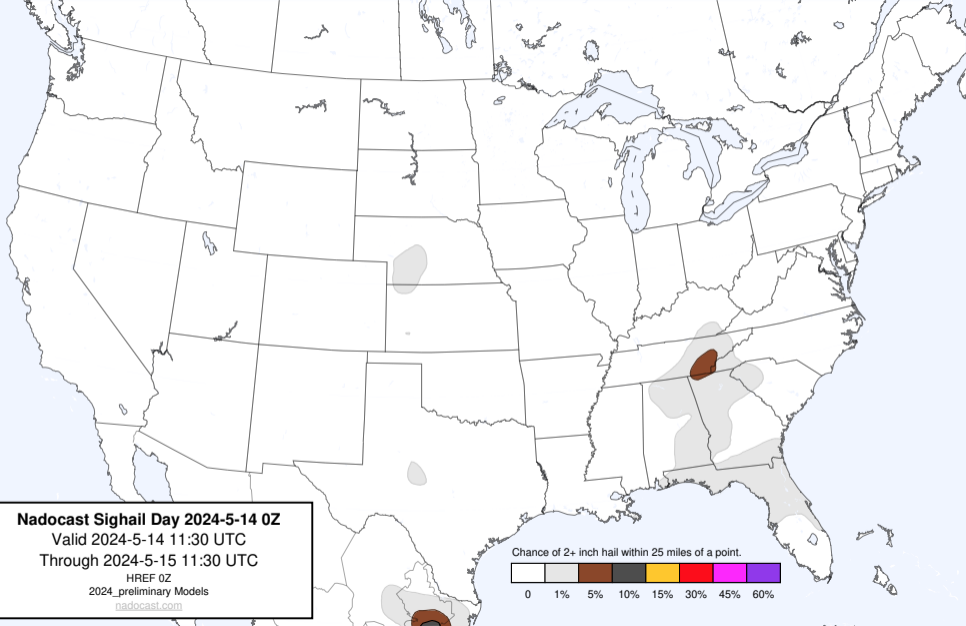 Nadocast Sighail Day 2024-5-14 0Z
Valid 2024-5-14 11:30 UTC
Through 2024-5-15 11:30 UTC
HREF 0Z
2024_preliminary Models
nadocast.com
Chance of 2+ inch hail within 25 miles of a point.
0 1% 5% 10% 15% 30% 45% 60%